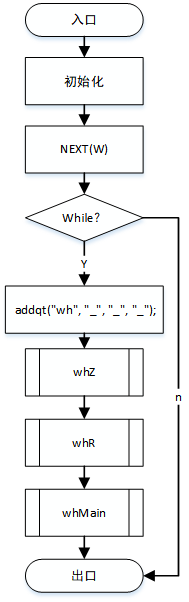 入口
初始化
NEXT(W)
While?
Y
addqt("wh", "_", "_", "_");
whZ
whR
n
whMain
出口